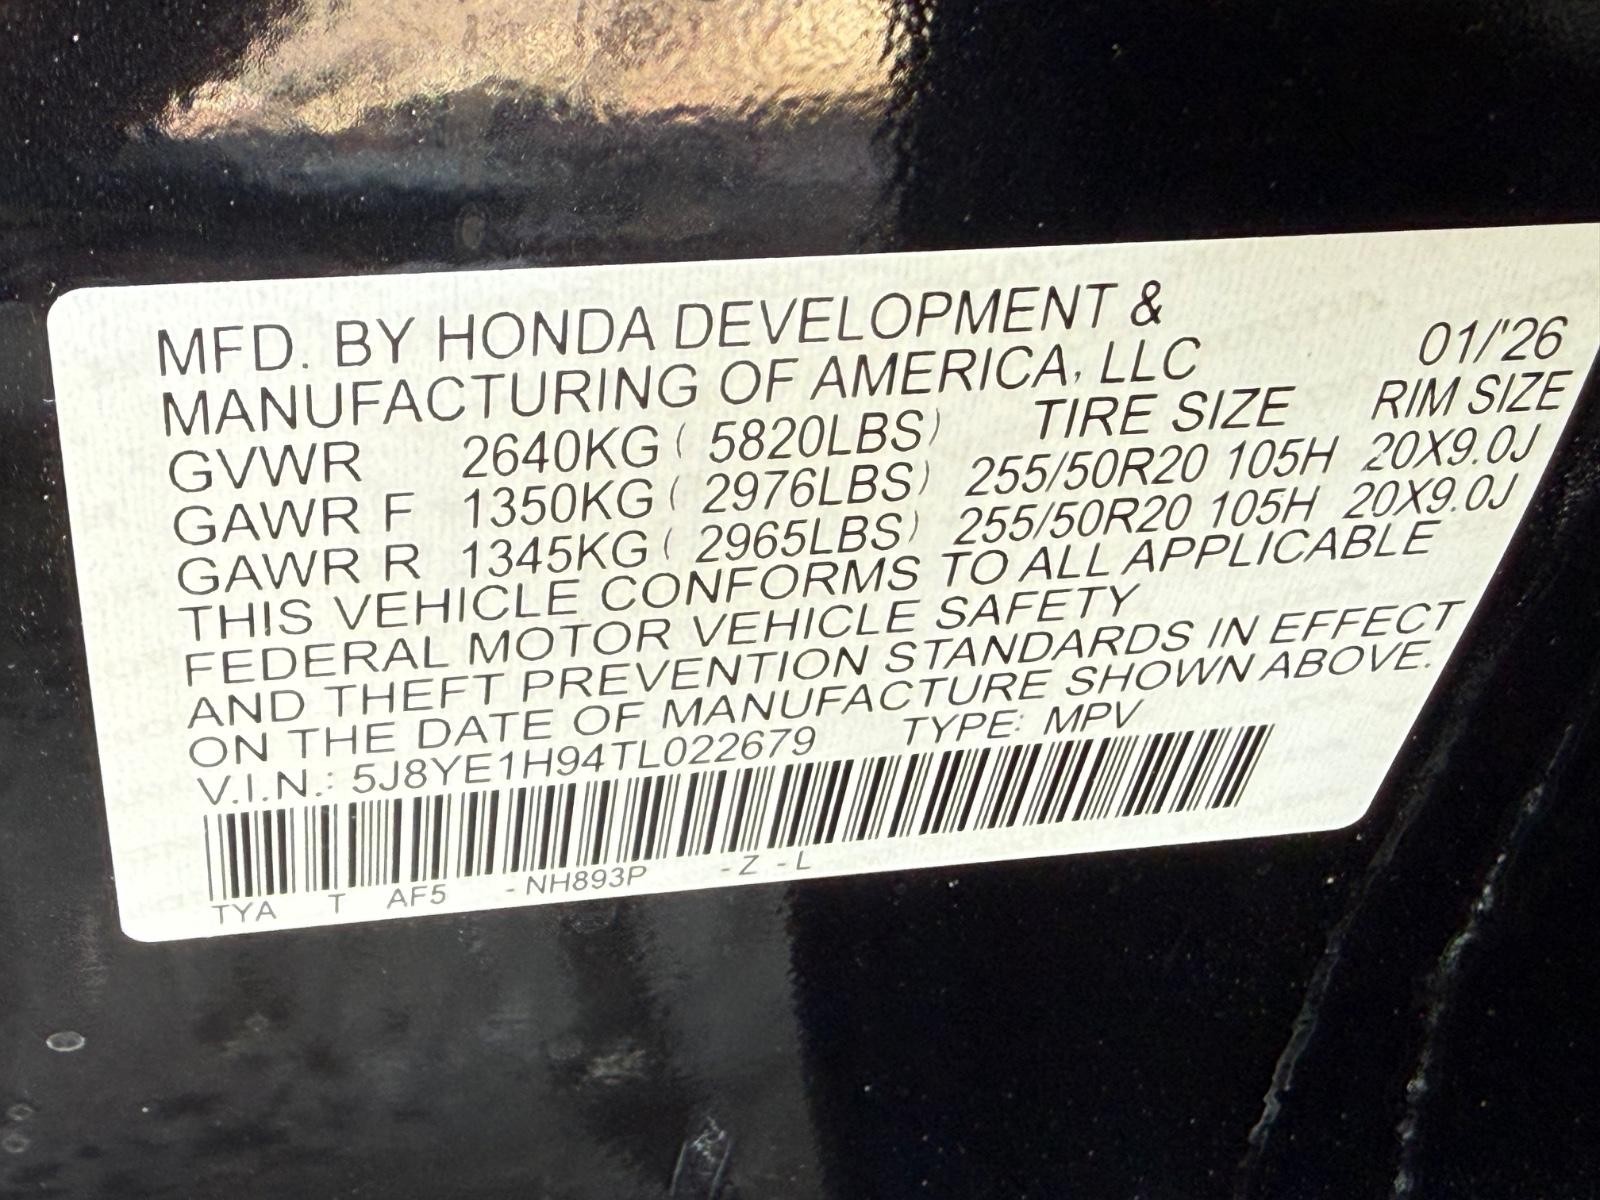 MFD. BY HONDA DEVELOPMENT &
MANUFACTURING OF AMERICA, LLC 01/'26
GVWR 2640KG ( 5820LBS) TIRE SIZE RIM SIZE
GAWR F 1350KG ( 2976LBS) 255/50R20 105H 20X9.0J
GAWR R 1345KG ( 2965LBS) 255/50R20 105H 20X9.0J
THIS VEHICLE CONFORMS TO ALL APPLICABLE
FEDERAL MOTOR VEHICLE SAFETY
AND THEFT PREVENTION STANDARDS IN EFFECT
ON THE DATE OF MANUFACTURE SHOWN ABOVE.
V.I.N.: 5J8YE1H94TL022679 TYPE: MPV
TYA T AF5 -NH893P -Z -L